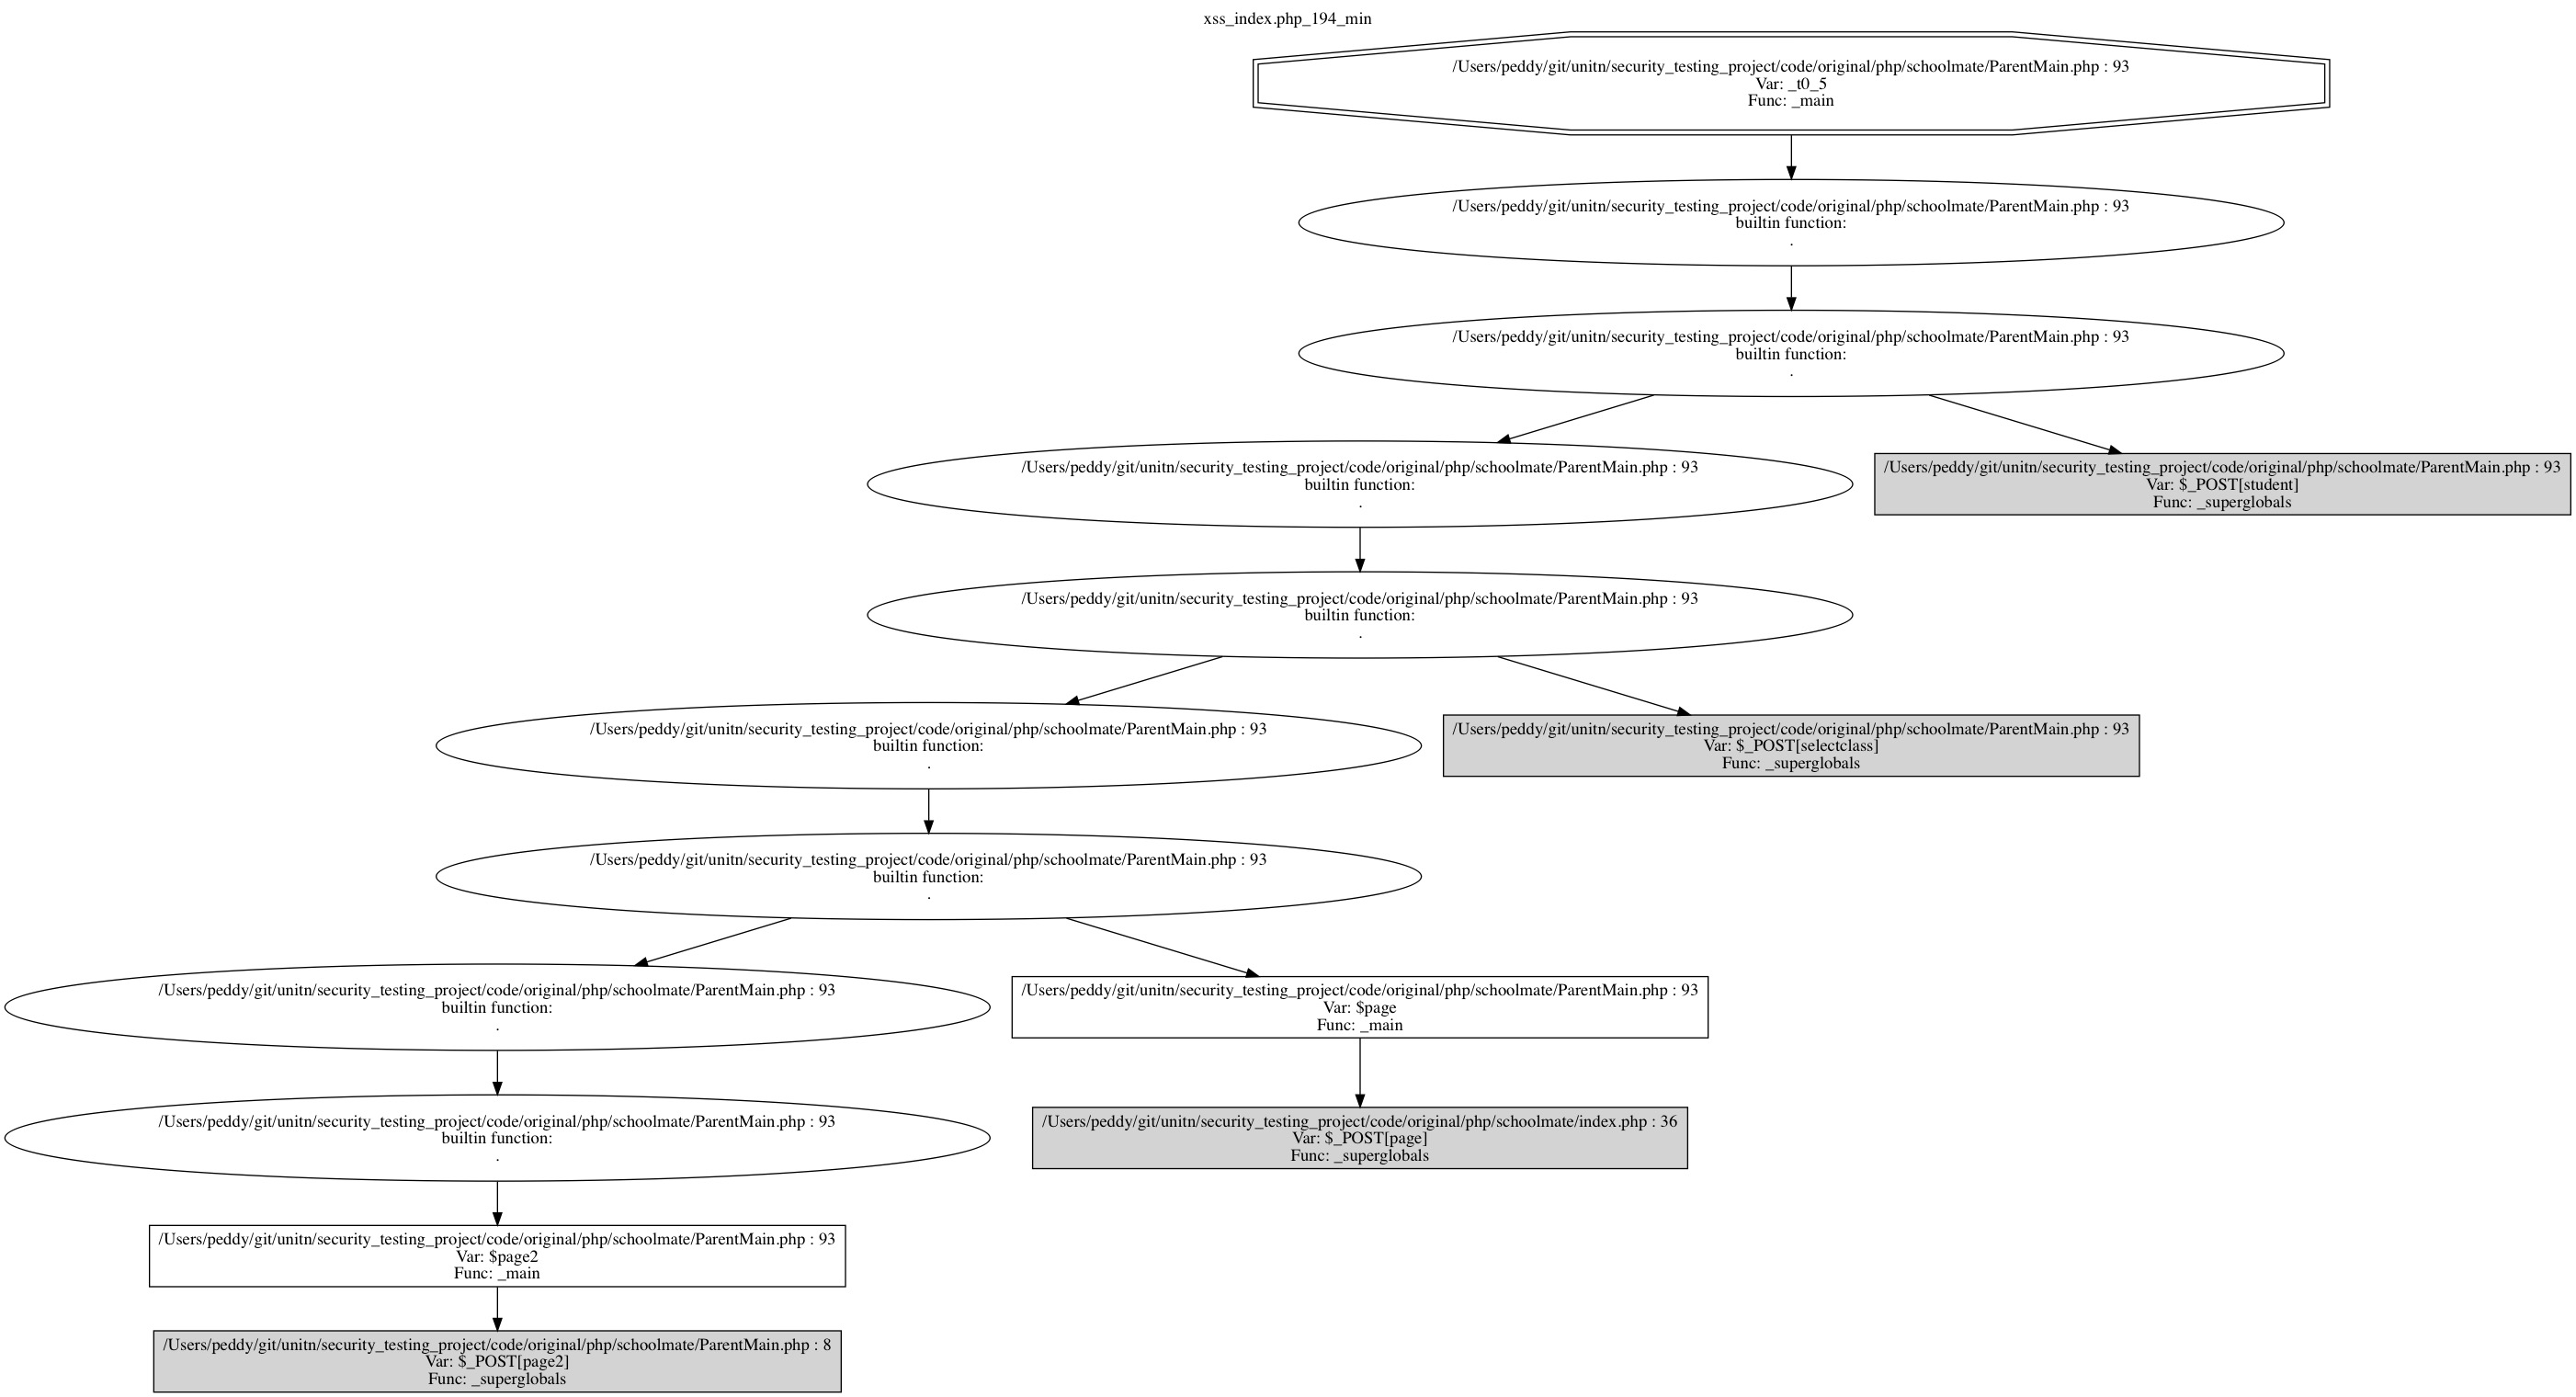 xss_index.php_194_min
/Users/peddy/git/unitn/security_testing_project/code/original/php/schoolmate/ParentMain.php : 93
Var: _t0_5
Func: _main
/Users/peddy/git/unitn/security_testing_project/code/original/php/schoolmate/ParentMain.php : 93
builtin function:
.
/Users/peddy/git/unitn/security_testing_project/code/original/php/schoolmate/ParentMain.php : 93
builtin function:
.
/Users/peddy/git/unitn/security_testing_project/code/original/php/schoolmate/ParentMain.php : 93
builtin function:
.
/Users/peddy/git/unitn/security_testing_project/code/original/php/schoolmate/ParentMain.php : 93
Var: $_POST[student]
Func: _superglobals
/Users/peddy/git/unitn/security_testing_project/code/original/php/schoolmate/ParentMain.php : 93
builtin function:
.
/Users/peddy/git/unitn/security_testing_project/code/original/php/schoolmate/ParentMain.php : 93
builtin function:
.
/Users/peddy/git/unitn/security_testing_project/code/original/php/schoolmate/ParentMain.php : 93
Var: $_POST[selectclass]
Func: _superglobals
/Users/peddy/git/unitn/security_testing_project/code/original/php/schoolmate/ParentMain.php : 93
builtin function:
.
/Users/peddy/git/unitn/security_testing_project/code/original/php/schoolmate/ParentMain.php : 93
builtin function:
.
/Users/peddy/git/unitn/security_testing_project/code/original/php/schoolmate/ParentMain.php : 93
Var: $page
Func: _main
/Users/peddy/git/unitn/security_testing_project/code/original/php/schoolmate/ParentMain.php : 93
builtin function:
.
/Users/peddy/git/unitn/security_testing_project/code/original/php/schoolmate/index.php : 36
Var: $_POST[page]
Func: _superglobals
/Users/peddy/git/unitn/security_testing_project/code/original/php/schoolmate/ParentMain.php : 93
Var: $page2
Func: _main
/Users/peddy/git/unitn/security_testing_project/code/original/php/schoolmate/ParentMain.php : 8
Var: $_POST[page2]
Func: _superglobals